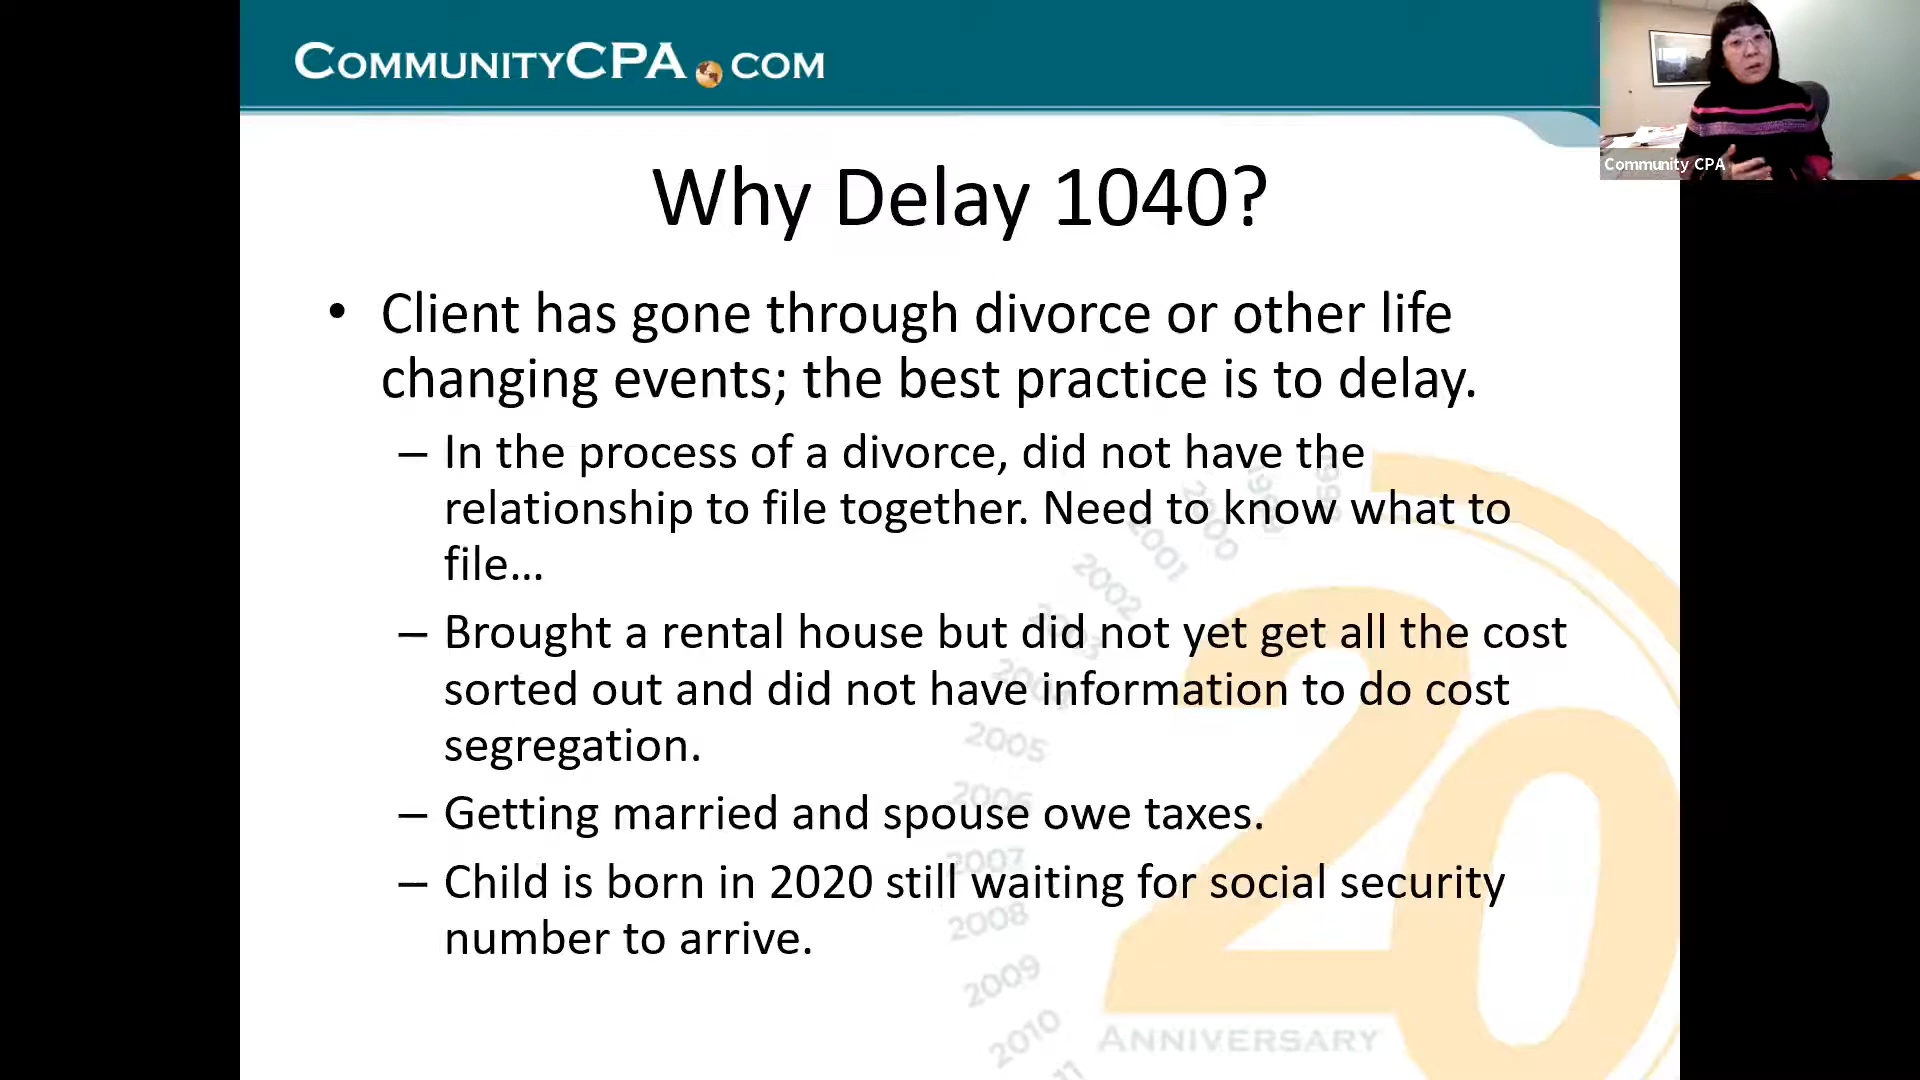 COMMUNITYCPA.COM
Community CPA
Why Delay 1040?
• Client has gone through divorce or other life
changing events; the best practice is to delay.
– In the process of a divorce, did not have the
relationship to file together. Need to know what to
file…
– Brought a rental house but did not yet get all the cost
sorted out and did not have information to do cost
segregation.
– Getting married and spouse owe taxes.
– Child is born in 2020 still waiting for social security
number to arrive.
2000
2001
2002
2003
2004
2005
2006
2007
2008
2009
2010
20
ANNIVERSARY